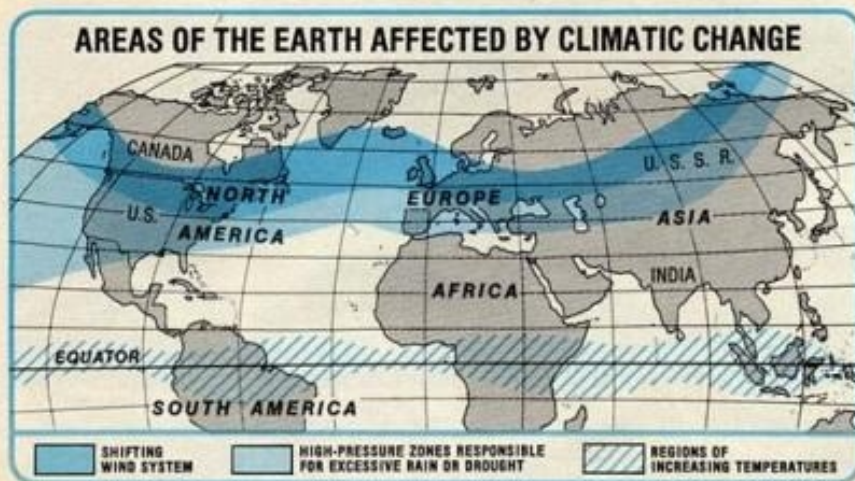 AREAS OF THE EARTH AFFECTED BY CLIMATIC CHANGE
CANADA
U. S. S. R.
NORTH
EUROPE
U.S.
ASIA
AMERICA
INDIA
AFRICA
EQUATOR
SOUTH AMERICA
SHIFTING
WIND SYSTEM
HIGH-PRESSURE ZONES RESPONSIBLE
FOR EXCESSIVE RAIN OR DROUGHT
REGIONS OF
INCREASING TEMPERATURES